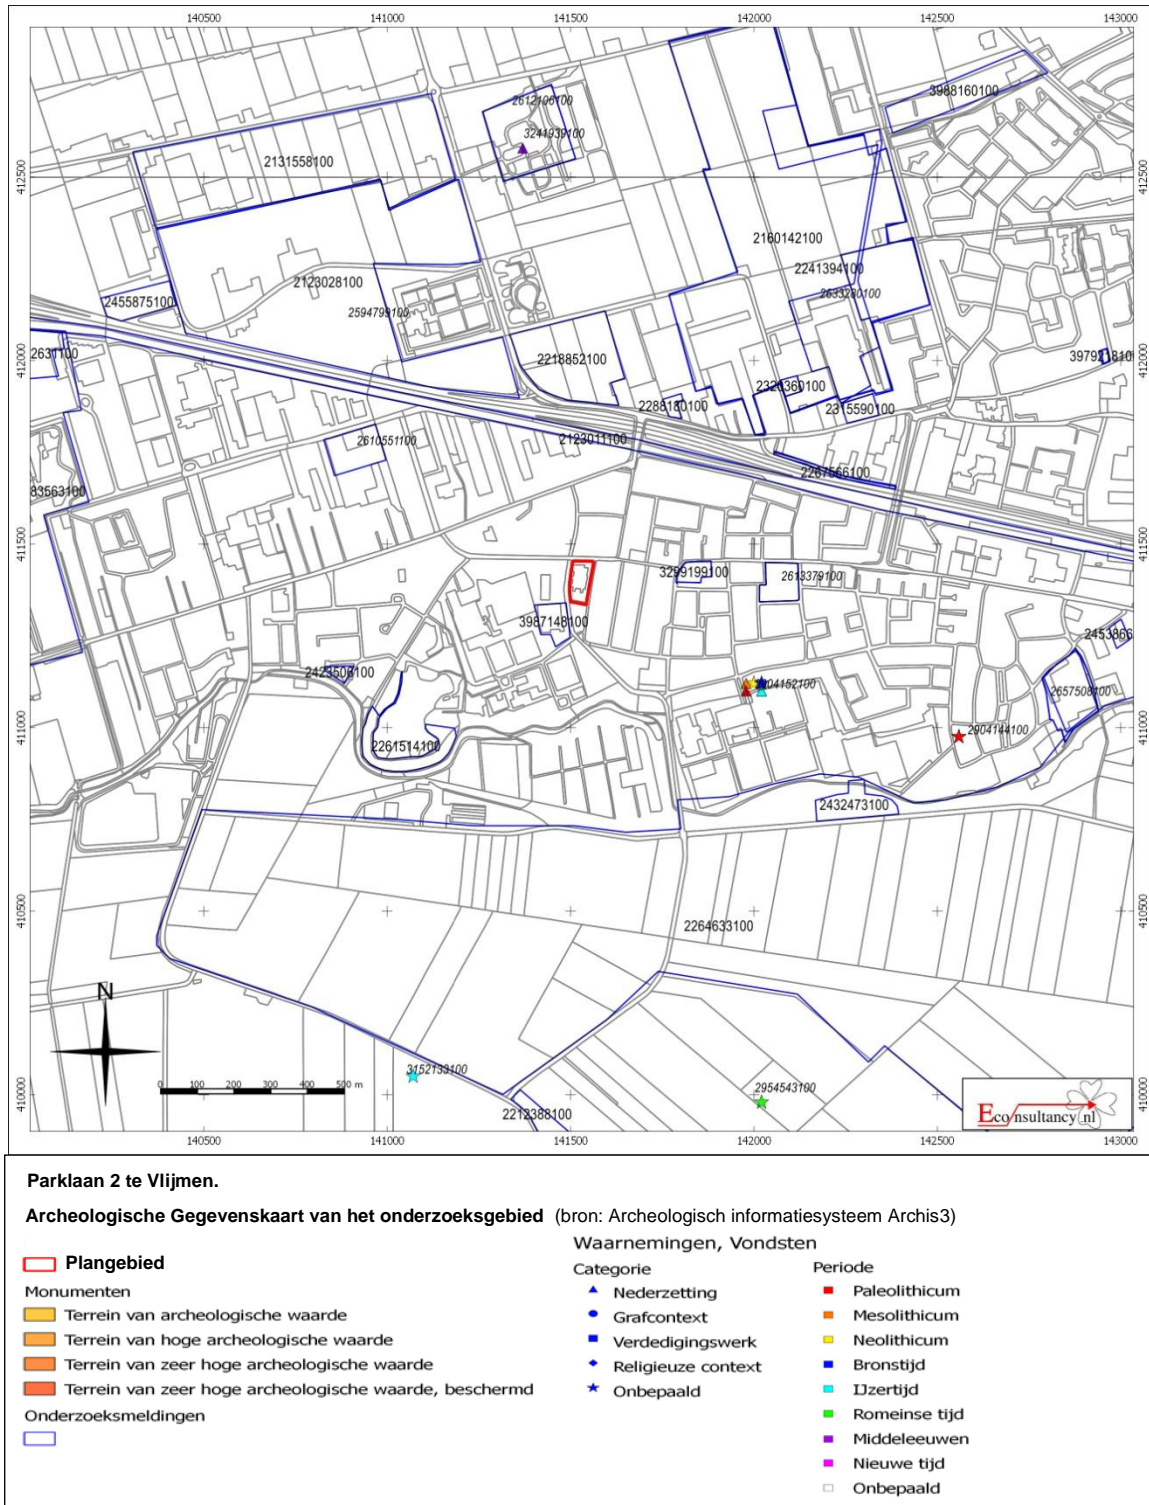 140500 141000 141500 142000 142500 143000
3988160100
2612106100
3241939100
2131558100
412500 412500
2160142100
2241394100
2123028100
2633280100
2455875100
2594799100
2631100
412000 412000
2218852100
3979218100
2320360100
2288180100
2315590100
2123011100
2610551100
2267566100
83563100
411500 411500
3299199100
2613379100
3987148100
2453863
2423506100
2904152100
2657508100
411000 411000
2904144100
2261514100
2432473100
410500 410500
2264633100
N
3152133100
2954543100
0 100 200 300 400 500 m
410000 410000
2212388100
Econsultancy.nl
140500 141000 141500 142000 142500 143000
Parklaan 2 te Vlijmen.
Archeologische Gegevenskaart van het onderzoeksgebied (bron: Archeologisch informatiesysteem Archis3)
Plangebied
Monumenten
Terrein van archeologische waarde
Terrein van hoge archeologische waarde
Terrein van zeer hoge archeologische waarde
Terrein van zeer hoge archeologische waarde, beschermd
Onderzoeksmeldingen
Waarnemingen, Vondsten
Categorie
Nederzetting
Grafcontext
Verdedigingswerk
Religieuze context
Onbepaald
Periode
Paleolithicum
Mesolithicum
Neolithicum
Bronstijd
IJzertijd
Romeinse tijd
Middeleeuwen
Nieuwe tijd
Onbepaald